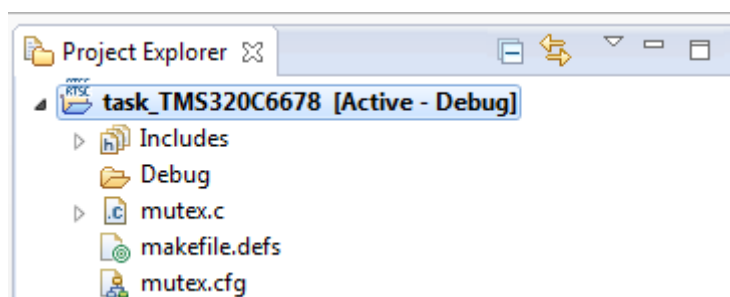 Project Explorer
RTSC
task_TMS320C6678 [Active - Debug]
h Includes
Debug
.c mutex.c
makefile.defs
mutex.cfg